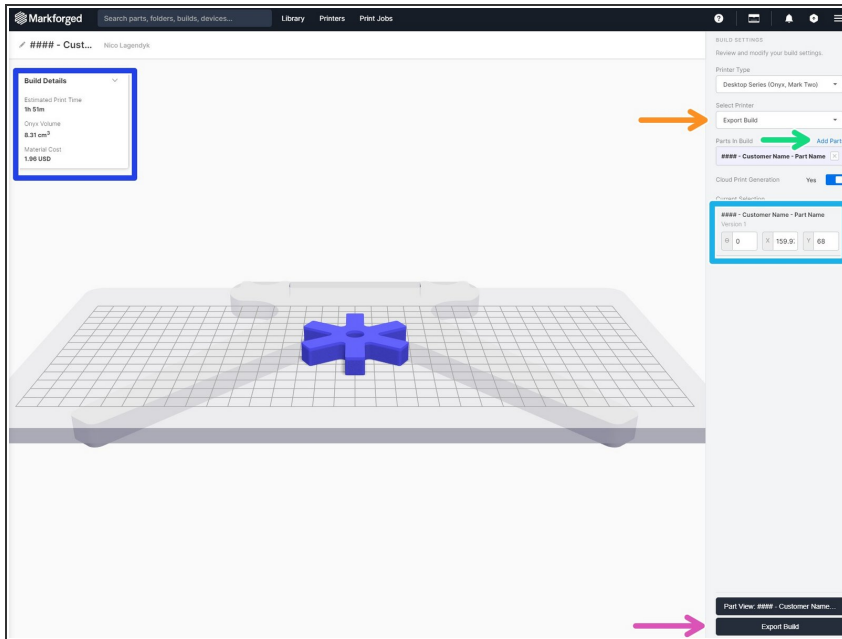 Markforged
Search parts, folders, builds, devices...
Library Printers Print Jobs
#### - Cust... Nico Legendyk
Build Details
Estimated Print Time
1h 51m
Onyx Volume
8.31 cm³
Material Cost
1.96 USD
BUILD SETTINGS
Review and modify your build settings.
Printer Type
Desktop Series (Onyx, Mark Two)
Select Printer
Export Build
Parts In Build Add Part
#### - Customer Name - Part Name
Cloud Print Generation Yes
Current Selection
#### - Customer Name - Part Name
Version 1
Θ 0 X 159.9 Y 68
Part View: #### - Customer Name...
Export Build